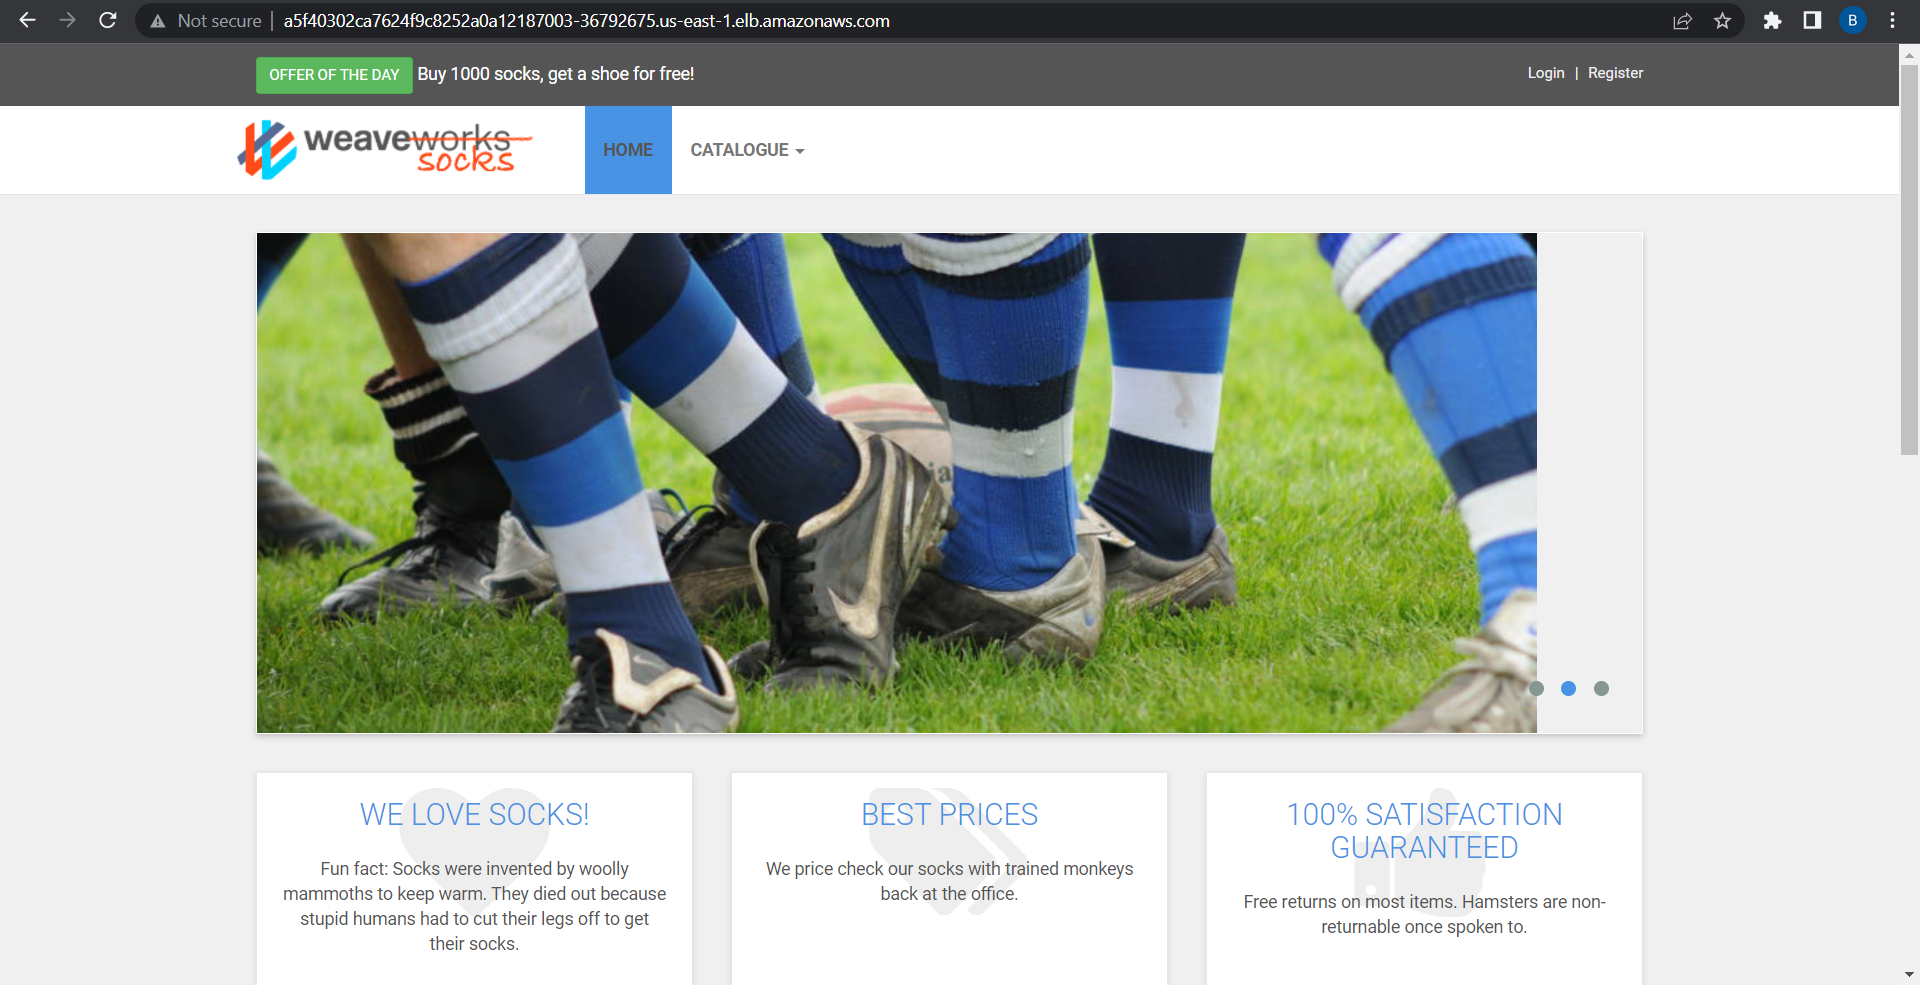 Not secure | a5f40302ca7624f9c8252a0a12187003-36792675.us-east-1.elb.amazonaws.com
B
OFFER OF THE DAY Buy 1000 socks, get a shoe for free!
Login | Register
weaveworks
socks
HOME
CATALOGUE
WE LOVE SOCKS!
Fun fact: Socks were invented by woolly
mammoths to keep warm. They died out because
stupid humans had to cut their legs off to get
their socks.
BEST PRICES
We price check our socks with trained monkeys
back at the office.
100% SATISFACTION
GUARANTEED
Free returns on most items. Hamsters are non-
returnable once spoken to.